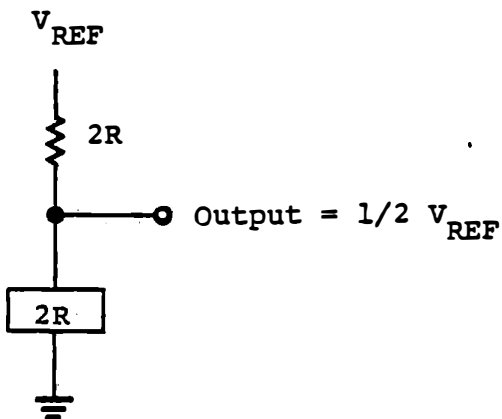 V_REF
2R
Output = 1/2 V_REF
2R